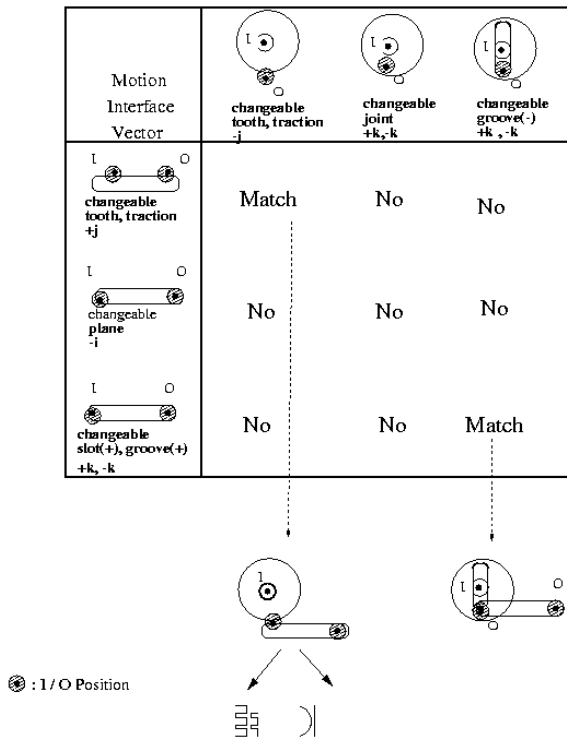 Motion
Interface
Vector
I
O
changeable
tooth, traction
-j
I
O
changeable
joint
+k,-k
I
O
changeable
groove(-)
+k , -k
I O
changeable
tooth, traction
+j
Match No No
I O
changeable
plane
-i
No No No
I O
changeable
slot(+), groove(+)
+k, -k
No No Match
I
I
O
O
: I / O Position